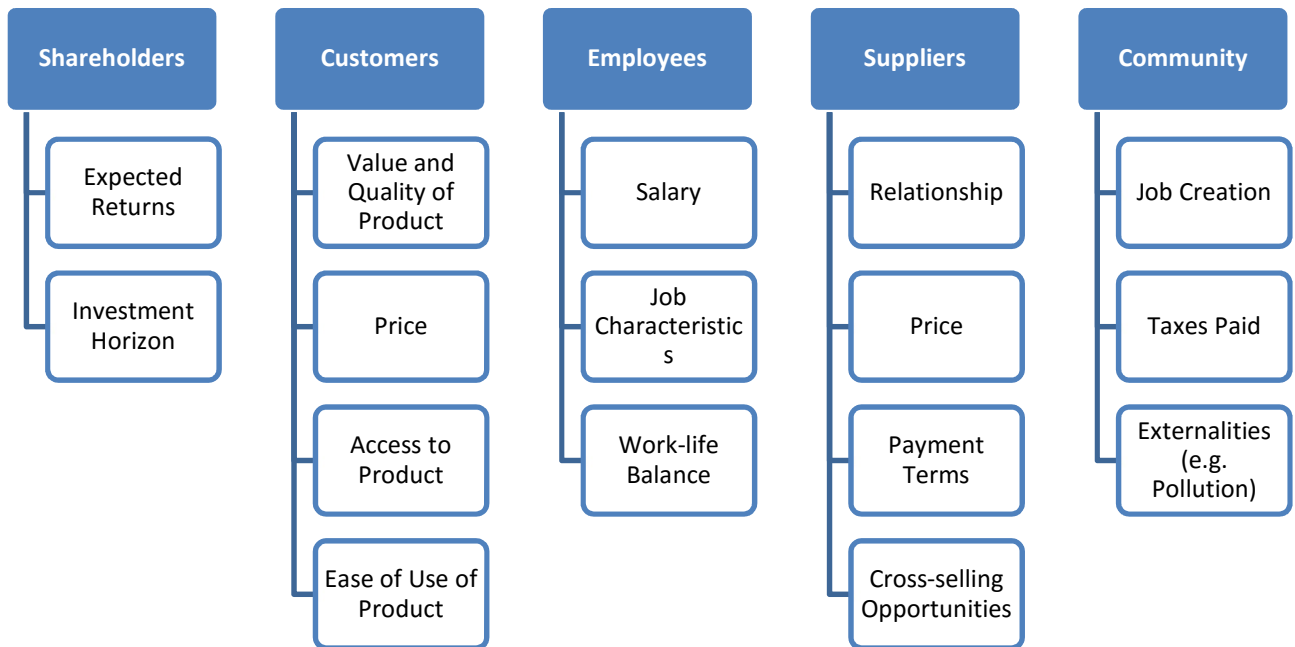 Shareholders
Expected
Returns
Investment
Horizon
Customers
Value and
Quality of
Product
Price
Access to
Product
Ease of Use of
Product
Employees
Salary
Job
Characteristic
s
Work-life
Balance
Suppliers
Relationship
Price
Payment
Terms
Cross-selling
Opportunities
Community
Job Creation
Taxes Paid
Externalities
(e.g.
Pollution)